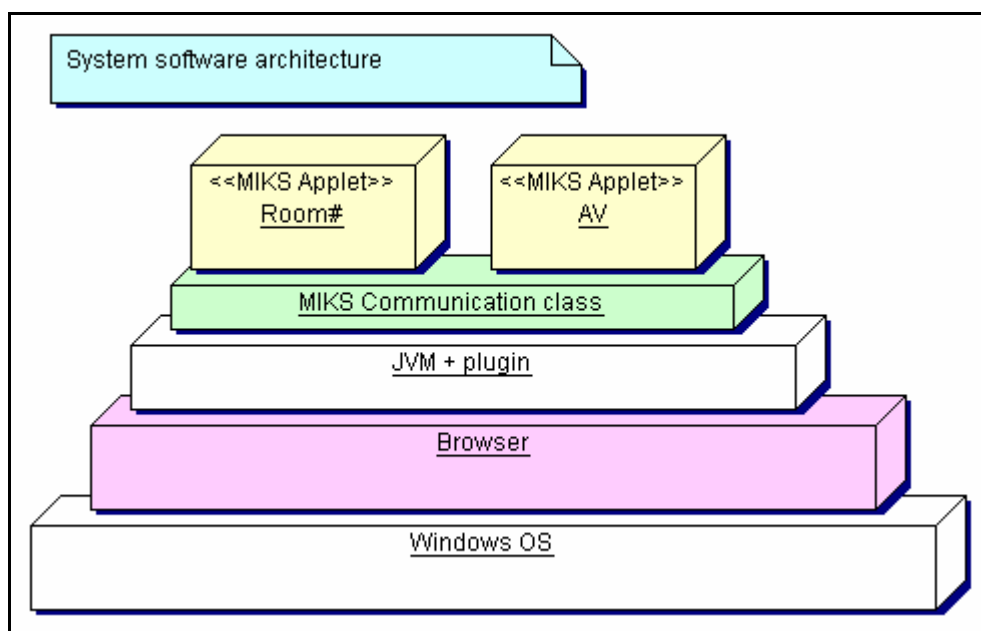 System software architecture
<<MIKS Applet>>
Room#
<<MIKS Applet>>
AV
MIKS Communication class
JVM + plugin
Browser
Windows OS